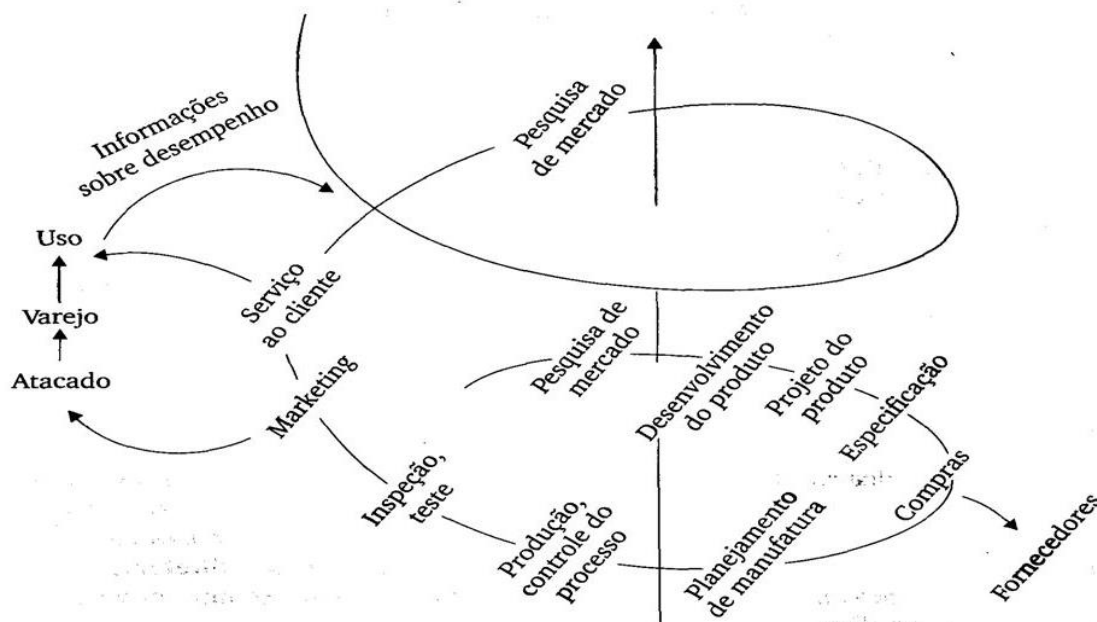 Informações
sobre desempenho
Pesquisa
de mercado
Uso
Varejo
Atacado
Serviço
ao cliente
Marketing
Pesquisa de
mercado
Desenvolvimento
do produto
Projeto do
produto
Especificação
Compras
Fornecedores
Inspeção,
teste
Produção,
controle do
processo
Planejamento
de manufatura